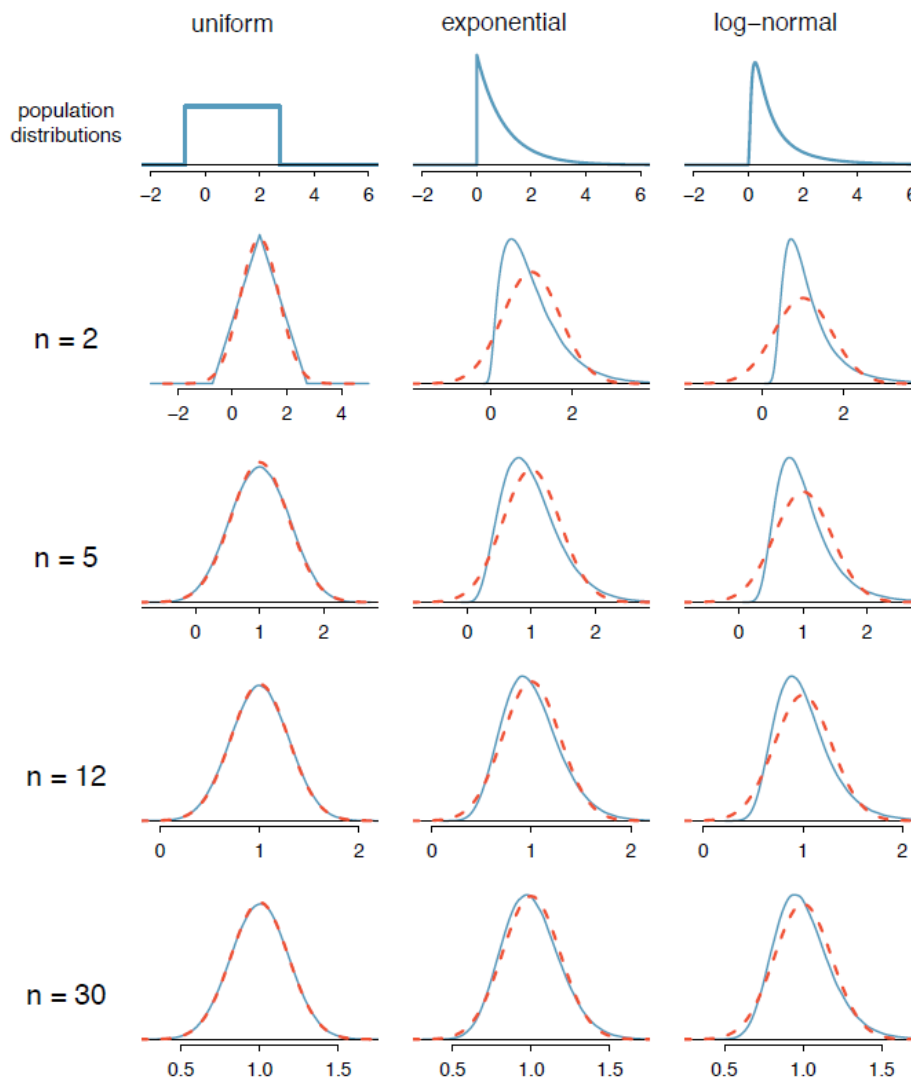 uniform exponential log−normal
population
distributions
−2 0 2 4 6 −2 0 2 4 6 −2 0 2 4 6
n = 2
−2 0 2 4 0 2 0 2
n = 5
0 1 2 0 1 2 0 1 2
n = 12
0 1 2 0 1 2 0 1 2
n = 30
0.5 1.0 1.5 0.5 1.0 1.5 0.5 1.0 1.5